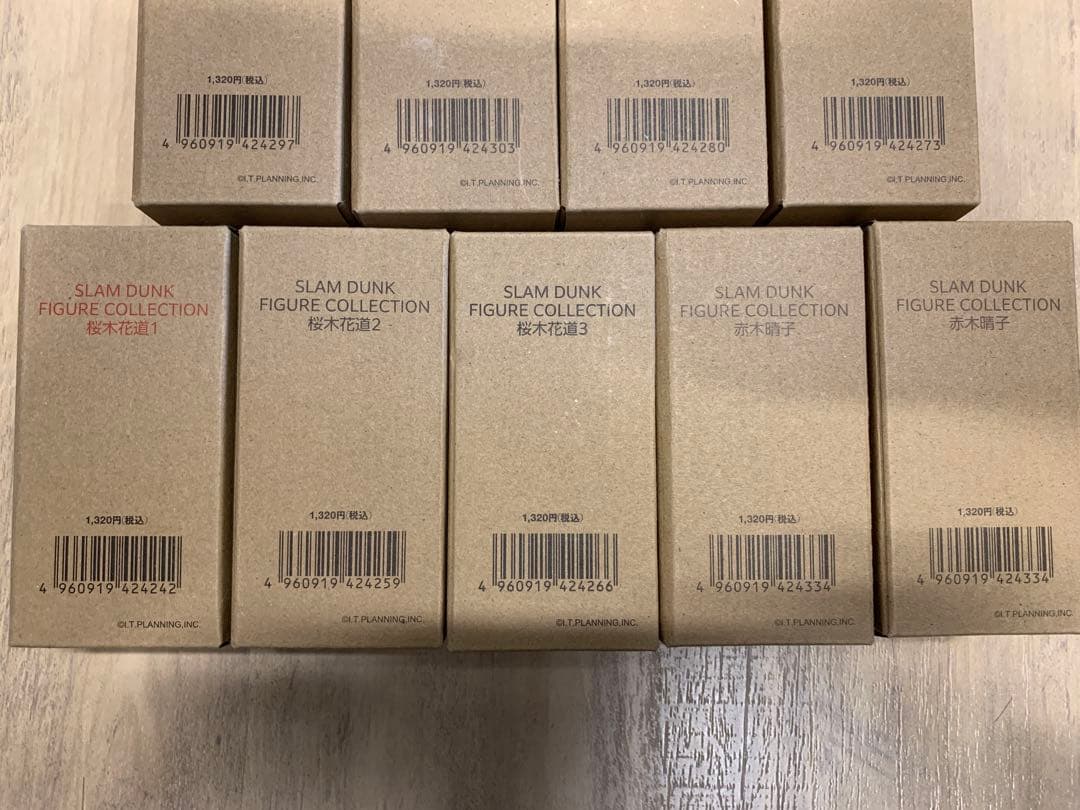 1,320円(税込)
4 960919 424297
©I.T.PLANNING,INC.
1,320円(税込)
4 960919 424303
©I.T.PLANNING,INC.
1,320円(税込)
4 960919 424280
©I.T.PLANNING,INC.
1,320円(税込)
4 960919 424273
©I.T.PLANNING,INC.
SLAM DUNK
FIGURE COLLECTION
桜木花道1
1,320円(税込)
4 960919 424242
©I.T.PLANNING,INC.
SLAM DUNK
FIGURE COLLECTION
桜木花道2
1,320円(税込)
4 960919 424259
©I.T.PLANNING,INC.
SLAM DUNK
FIGURE COLLECTION
桜木花道3
1,320円(税込)
4 960919 424266
©I.T.PLANNING,INC.
SLAM DUNK
FIGURE COLLECTION
赤木晴子
1,320円(税込)
4 960919 424334
©I.T.PLANNING,INC.
SLAM DUNK
FIGURE COLLECTION
赤木晴子
1,320円(税込)
4 960919 424334
©I.T.PLANNING,INC.